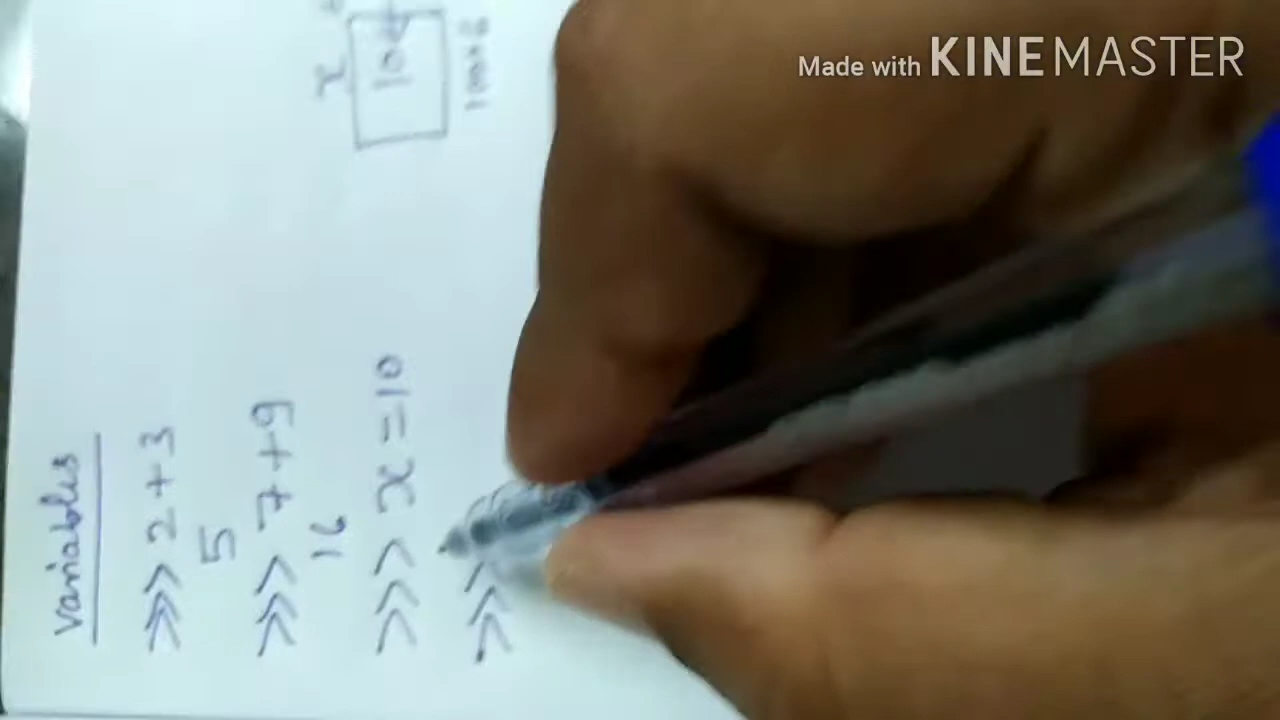 Made with KINEMASTER
variables
>>> 2+3
5
>>> 7+9
16
>>> x=10
>>>
x
10